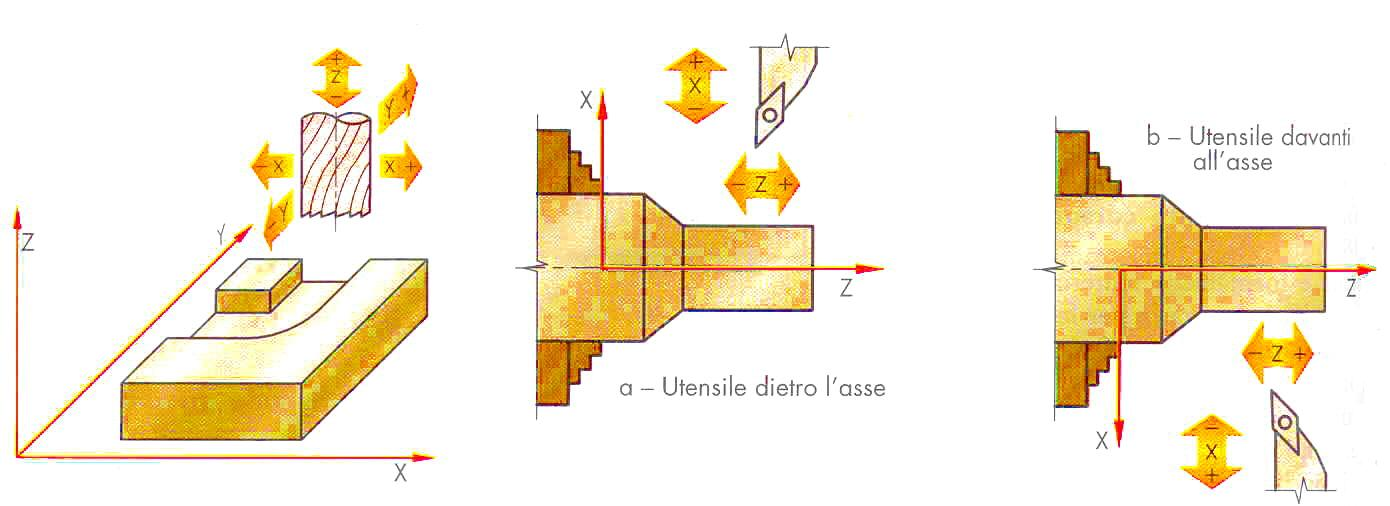 +
Z
−
Y +
− X
X +
− Y
Z
Y
X
+
X
−
X
− Z +
Z
a – Utensile dietro l'asse
b – Utensile davanti
all'asse
Z
− Z +
X
−
X
+